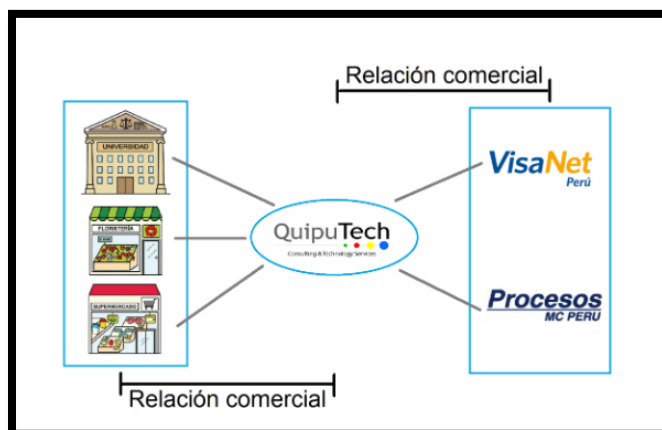 Relación comercial
UNIVERSIDAD
FLORISTERÍA
SUPERMERCADO
QuipuTech
Consulting & Technology Services
VisaNet
Perú
Procesos
MC PERU
Relación comercial